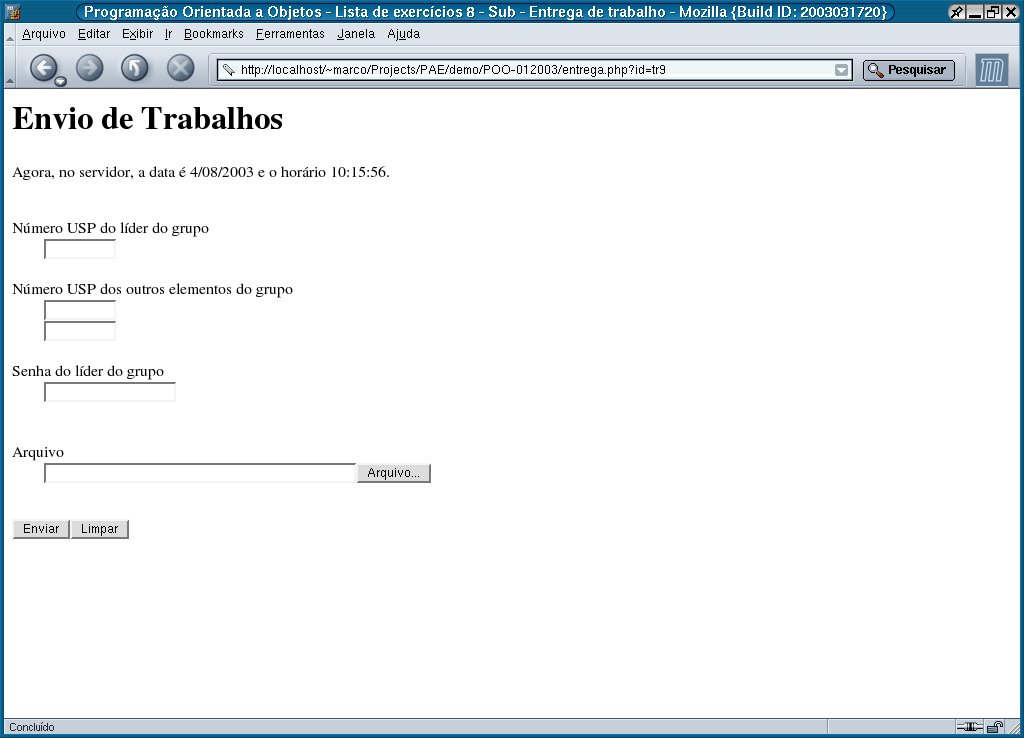 Programação Orientada a Objetos - Lista de exercícios 8 - Sub - Entrega de trabalho - Mozilla {Build ID: 2003031720}
Arquivo Editar Exibir Ir Bookmarks Ferramentas Janela Ajuda
http://localhost/~marco/Projects/PAE/demo/POO-012003/entrega.php?id=tr9 Pesquisar
Envio de Trabalhos
Agora, no servidor, a data é 4/08/2003 e o horário 10:15:56.
Número USP do líder do grupo
Número USP dos outros elementos do grupo
Senha do líder do grupo
Arquivo
Arquivo...
Enviar Limpar
Concluído